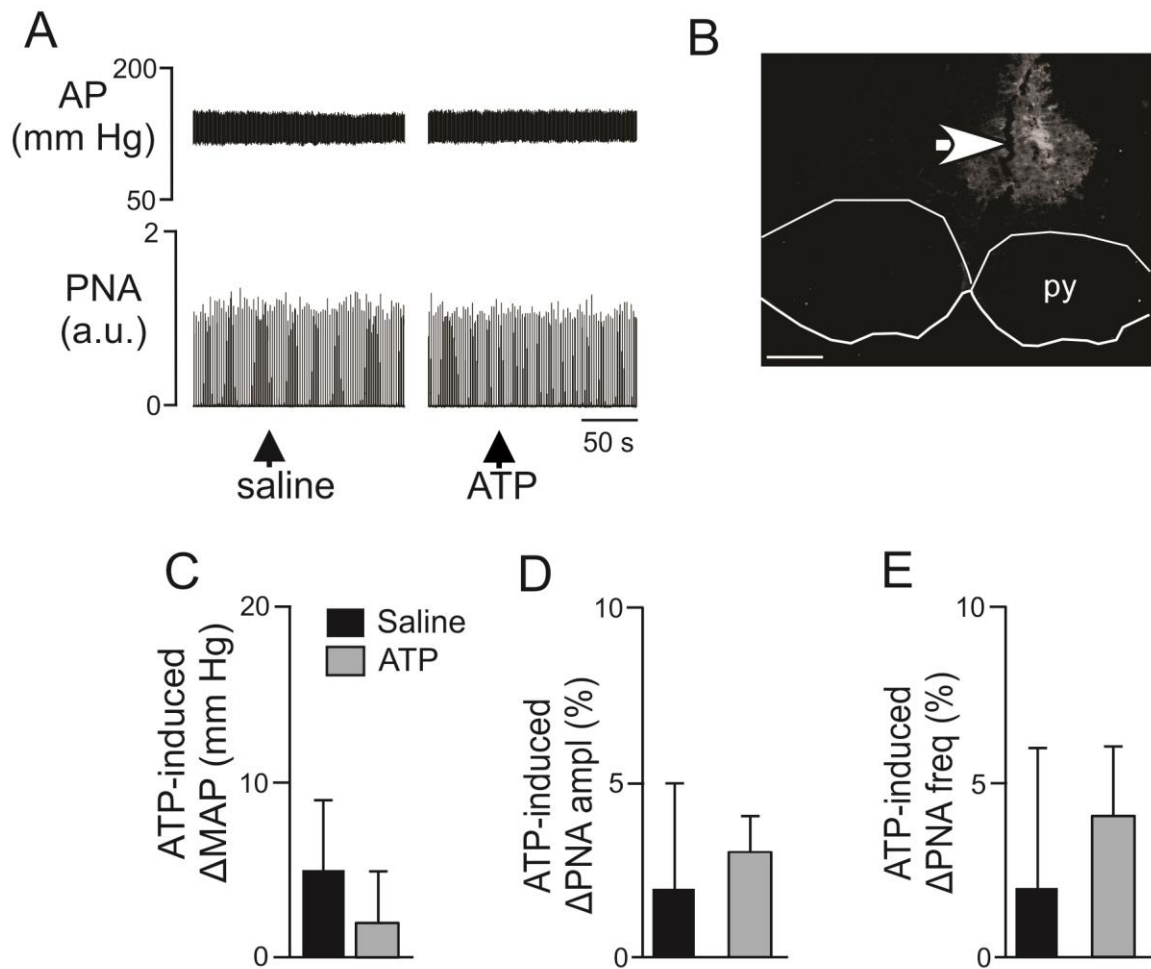 A
200
AP
(mm Hg)
50
2
PNA
(a.u.)
0
50 s
saline
ATP
B
py
C
20
10
0
ATP-induced
ΔMAP (mm Hg)
Saline
ATP
D
10
5
0
ATP-induced
ΔPNA ampl (%)
E
10
5
0
ATP-induced
ΔPNA freq (%)